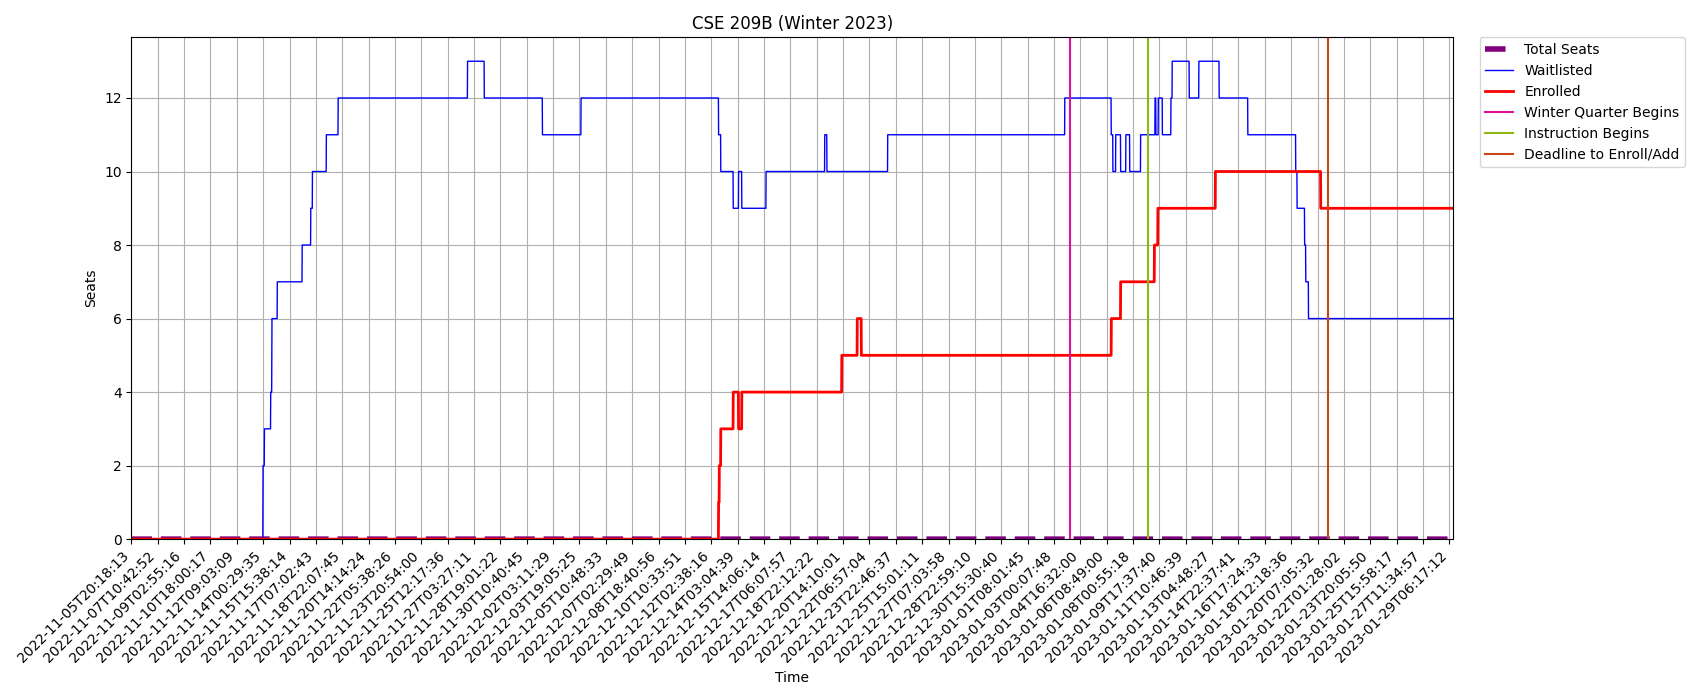 CSE 209B (Winter 2023)
Total Seats
Waitlisted
Enrolled
Winter Quarter Begins
Instruction Begins
Deadline to Enroll/Add
Seats
12
10
8
6
4
2
0
2022-11-05T20:18:13
2022-11-07T10:42:52
2022-11-09T02:55:16
2022-11-10T18:00:17
2022-11-12T09:03:09
2022-11-14T00:29:35
2022-11-15T15:38:14
2022-11-17T07:02:43
2022-11-18T22:07:45
2022-11-20T14:14:24
2022-11-22T05:38:26
2022-11-23T20:54:00
2022-11-25T12:17:36
2022-11-27T03:27:11
2022-11-28T19:01:22
2022-11-30T10:40:45
2022-12-02T03:11:29
2022-12-03T19:05:25
2022-12-05T10:48:33
2022-12-07T02:29:49
2022-12-08T18:40:56
2022-12-10T10:33:51
2022-12-12T02:38:16
2022-12-14T03:04:39
2022-12-15T14:06:14
2022-12-17T06:07:57
2022-12-18T22:12:22
2022-12-20T14:10:01
2022-12-22T06:57:04
2022-12-23T22:46:37
2022-12-25T15:01:11
2022-12-27T07:03:58
2022-12-28T22:59:10
2022-12-30T15:30:40
2023-01-01T08:01:45
2023-01-03T00:07:48
2023-01-04T16:32:00
2023-01-06T08:49:00
2023-01-08T00:55:18
2023-01-09T17:37:40
2023-01-11T10:46:39
2023-01-13T04:48:27
2023-01-14T22:37:41
2023-01-16T17:24:33
2023-01-18T12:18:36
2023-01-20T07:05:32
2023-01-22T01:28:02
2023-01-23T20:05:50
2023-01-25T15:58:17
2023-01-27T11:34:57
2023-01-29T06:17:12
Time